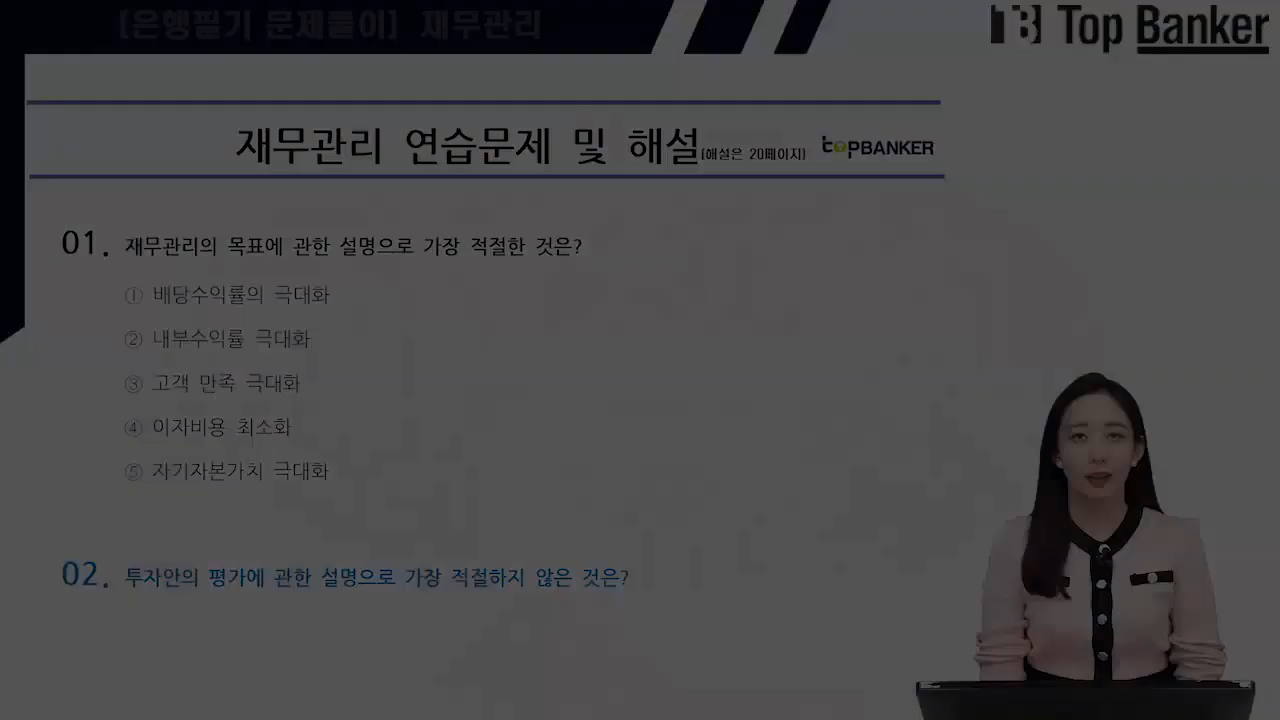 [은행필기 문제풀이] 재무관리
TB Top Banker
재무관리 연습문제 및 해설(해설은 20페이지) topBANKER
01. 재무관리의 목표에 관한 설명으로 가장 적절한 것은?
① 배당수익률의 극대화
② 내부수익률 극대화
③ 고객 만족 극대화
④ 이자비용 최소화
⑤ 자기자본가치 극대화
02. 투자안의 평가에 관한 설명으로 가장 적절하지 않은 것은?